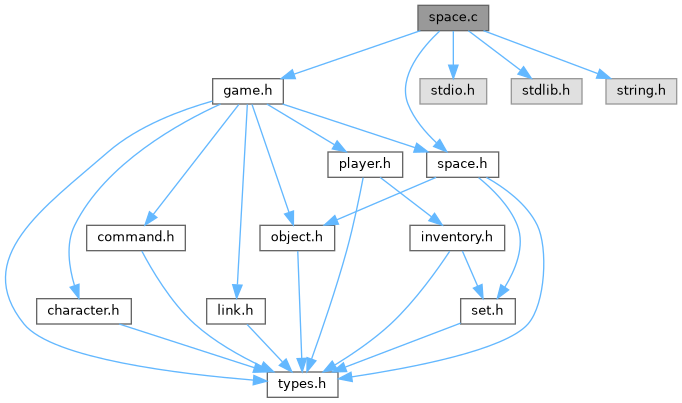 space.c
game.h
stdio.h
stdlib.h
string.h
player.h
space.h
command.h
object.h
inventory.h
character.h
link.h
set.h
types.h